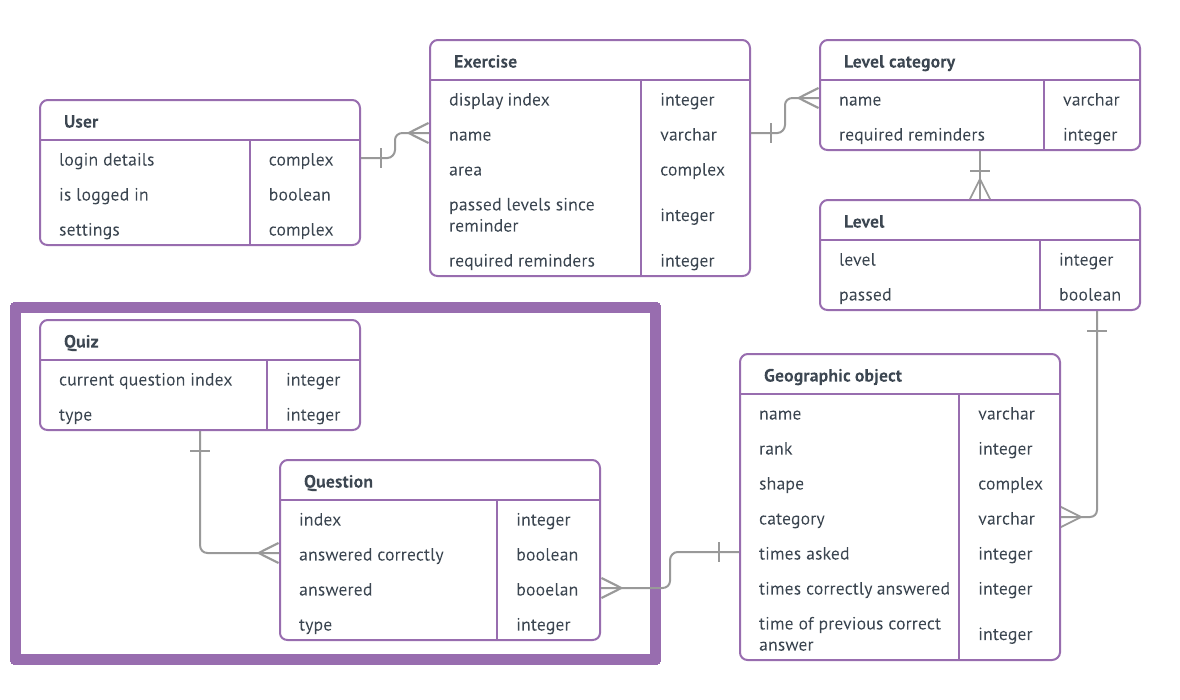 User
login details complex
is logged in boolean
settings complex
Exercise
display index integer
name varchar
area complex
passed levels since
reminder integer
required reminders integer
Level category
name varchar
required reminders integer
Level
level integer
passed boolean
Quiz
current question index integer
type integer
Question
index integer
answered correctly boolean
answered booelan
type integer
Geographic object
name varchar
rank integer
shape complex
category varchar
times asked integer
times correctly answered integer
time of previous correct
answer integer